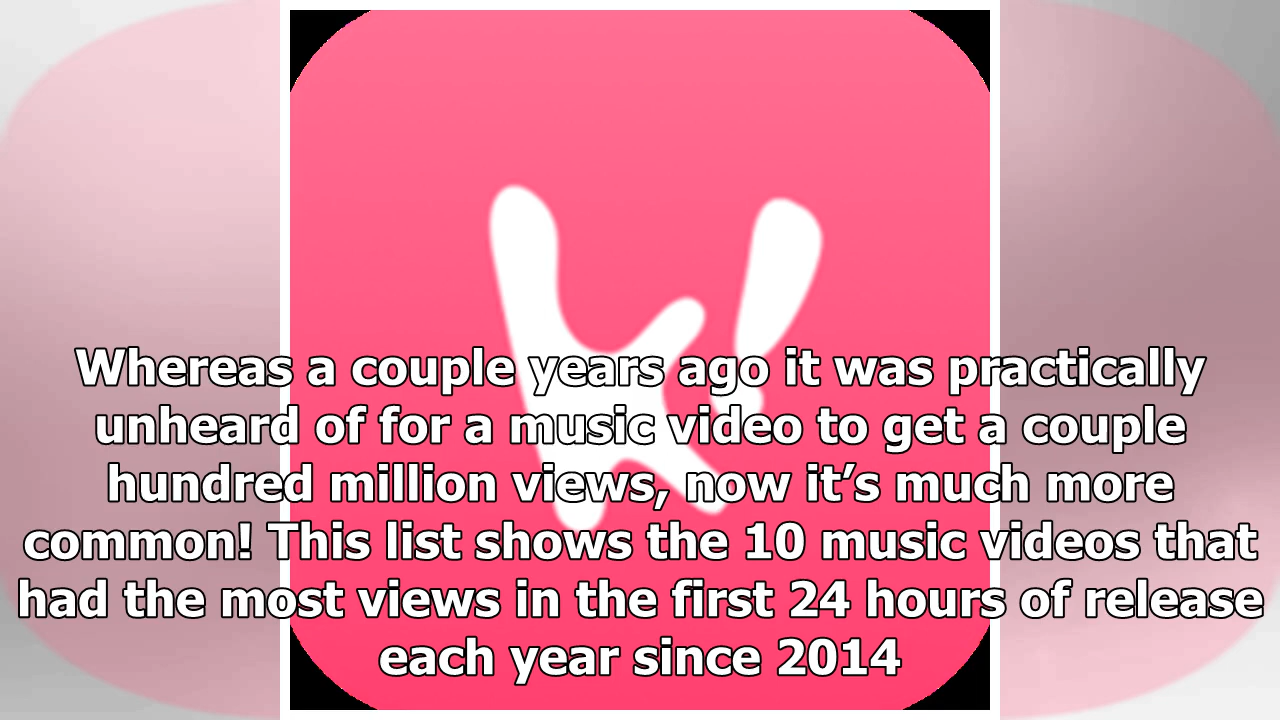 k!
Whereas a couple years ago it was practically
unheard of for a music video to get a couple
hundred million views, now it’s much more
common! This list shows the 10 music videos that
had the most views in the first 24 hours of release
each year since 2014